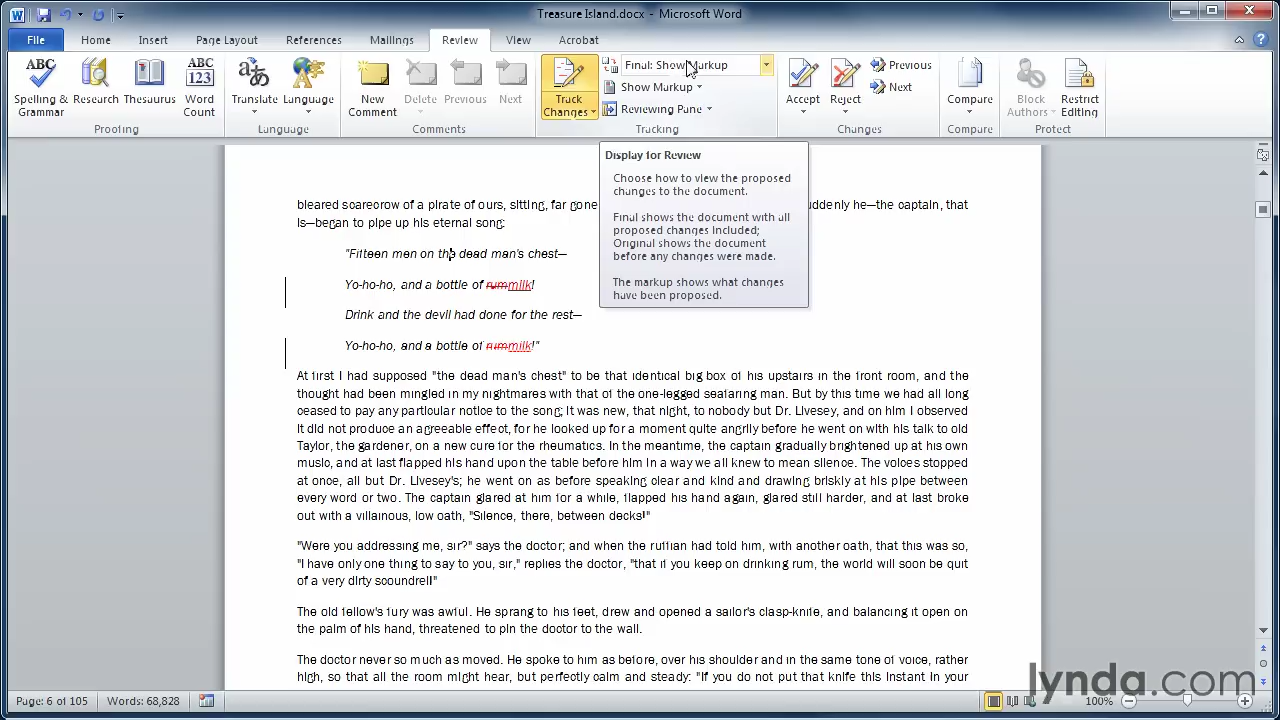 Treasure Island.docx - Microsoft Word
File Home Insert Page Layout References Mailings Review View Acrobat
ABC Spelling & Grammar
Research
Thesaurus
ABC 123 Word Count
Proofing
Translate
Language
Language
New Comment
Delete
Previous
Next
Comments
Track Changes
Final: Show Markup
Show Markup
Reviewing Pane
Tracking
Accept
Reject
Previous
Next
Changes
Compare
Compare
Block Authors
Restrict Editing
Protect
Display for Review
Choose how to view the proposed
changes to the document.
Final shows the document with all
proposed changes included;
Original shows the document
before any changes were made.
The markup shows what changes
have been proposed.
bleared scarecrow of a pirate of ours, sitting, far gone uddenly he—the captain, that
is—began to pipe up his eternal song:
"Fifteen men on the dead man's chest—
Yo-ho-ho, and a bottle of rummilk!
Drink and the devil had done for the rest—
Yo-ho-ho, and a bottle of rummilk!"
At first I had supposed "the dead man's chest" to be that identical big box of his upstairs in the front room, and the
thought had been mingled in my nightmares with that of the one-legged seafaring man. But by this time we had all long
ceased to pay any particular notice to the song; it was new, that night, to nobody but Dr. Livesey, and on him I observed
it did not produce an agreeable effect, for he looked up for a moment quite angrily before he went on with his talk to old
Taylor, the gardener, on a new cure for the rheumatics. In the meantime, the captain gradually brightened up at his own
music, and at last flapped his hand upon the table before him in a way we all knew to mean silence. The voices stopped
at once, all but Dr. Livesey's; he went on as before speaking clear and kind and drawing briskly at his pipe between
every word or two. The captain glared at him for a while, flapped his hand again, glared still harder, and at last broke
out with a villainous, low oath, "Silence, there, between decks!"
"Were you addressing me, sir?" says the doctor; and when the ruffian had told him, with another oath, that this was so,
"I have only one thing to say to you, sir," replies the doctor, "that if you keep on drinking rum, the world will soon be quit
of a very dirty scoundrel!"
The old fellow's fury was awful. He sprang to his feet, drew and opened a sailor's clasp-knife, and balancing it open on
the palm of his hand, threatened to pin the doctor to the wall.
The doctor never so much as moved. He spoke to him as before, over his shoulder and in the same tone of voice, rather
high, so that all the room might hear, but perfectly calm and steady: "If you do not put that knife this instant in your
lynda.com
Page: 6 of 105 Words: 68,828 100%